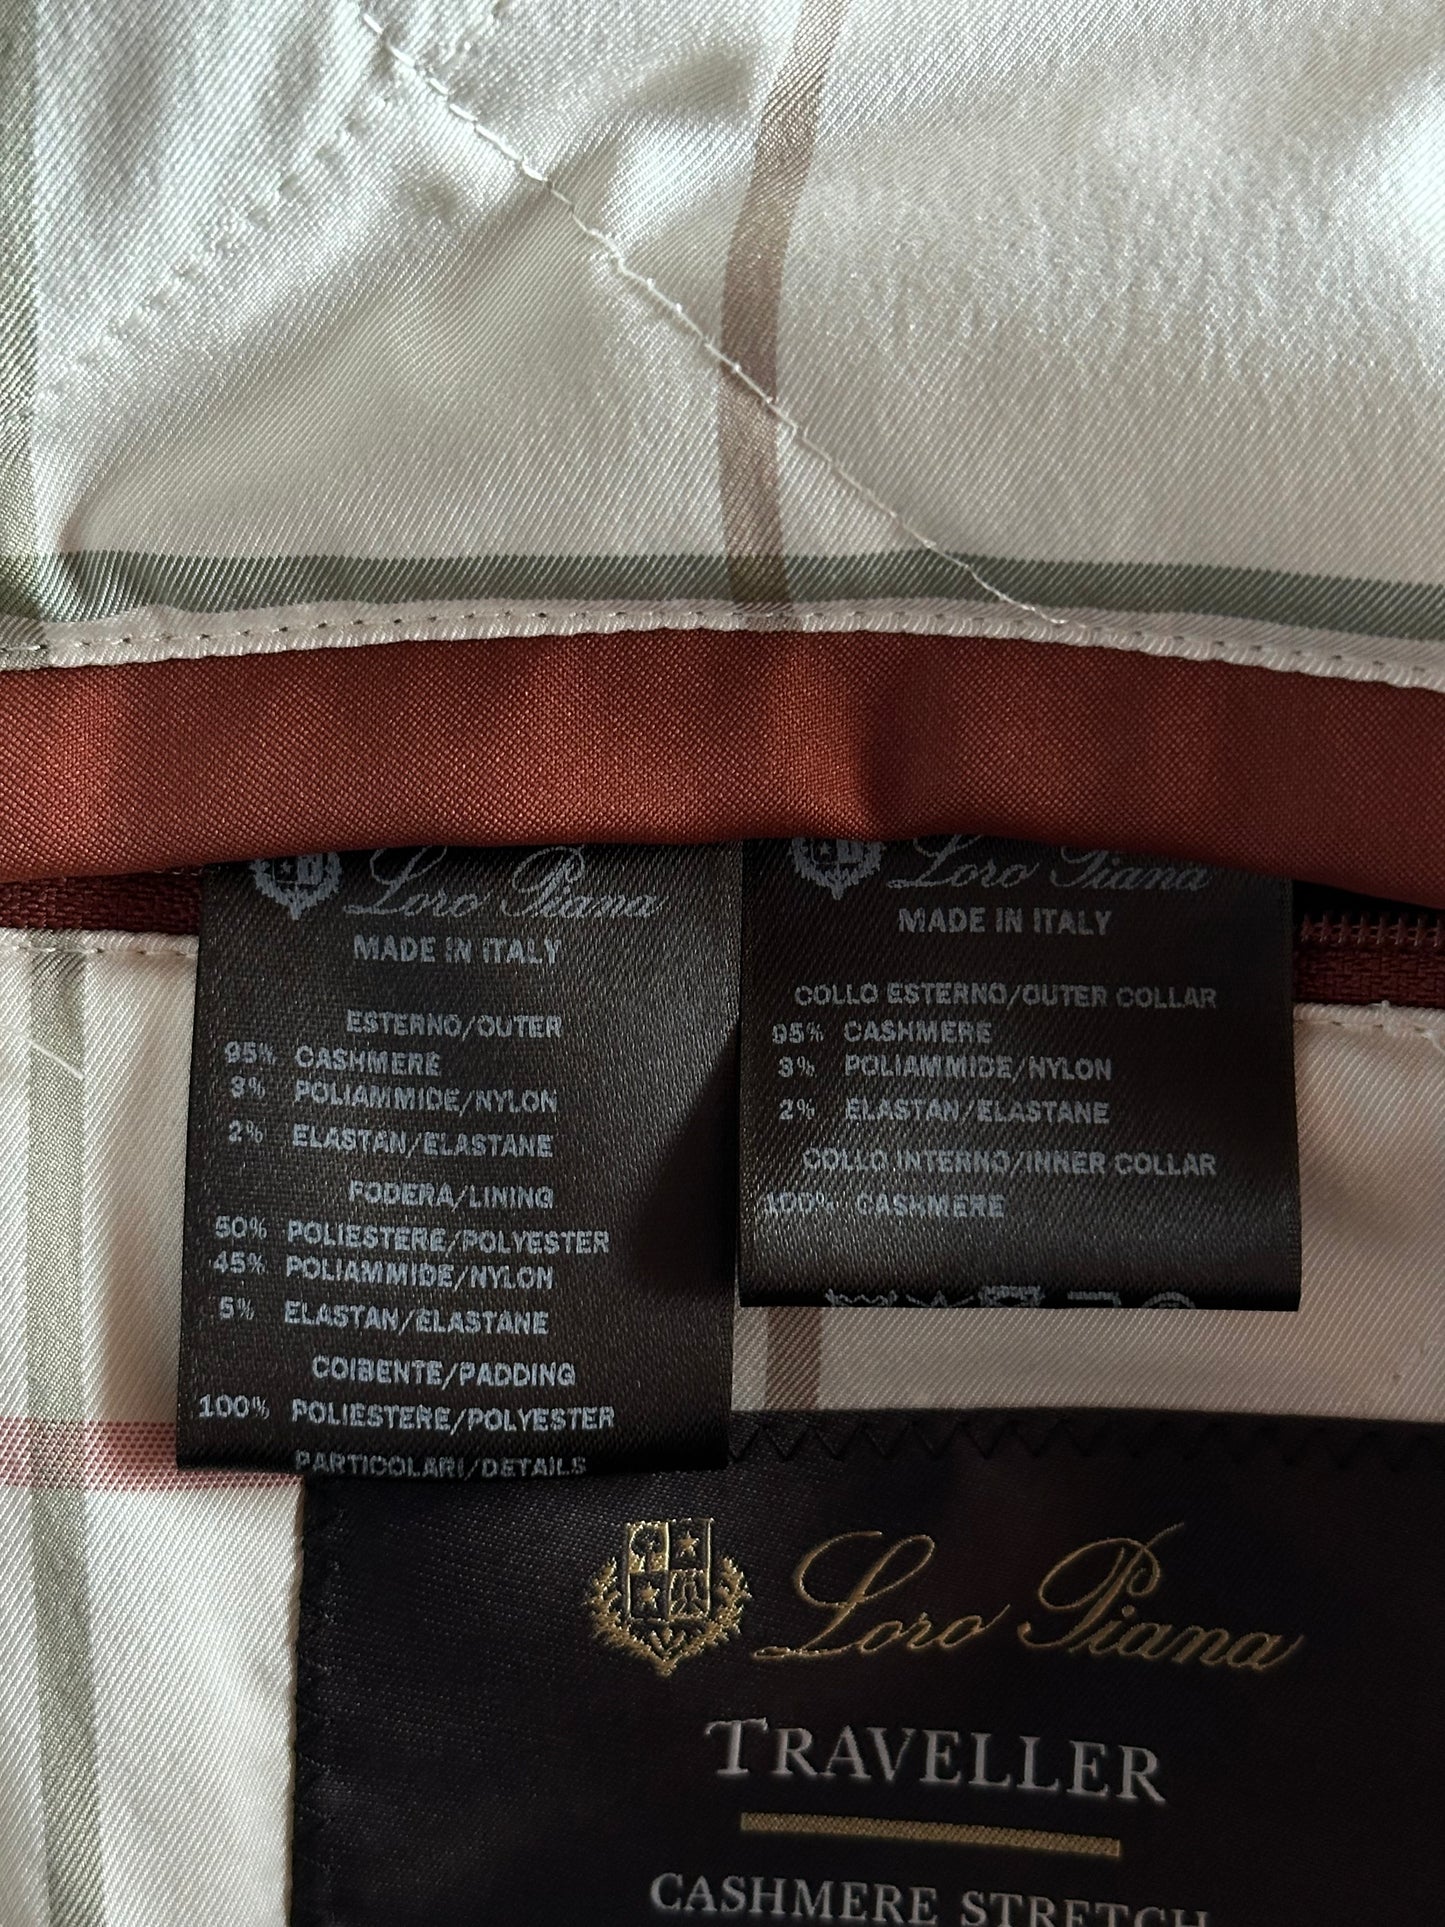 Loro Piana
MADE IN ITALY
ESTERNO/OUTER
95% CASHMERE
3% POLIAMMIDE/NYLON
2% ELASTAN/ELASTANE
FODERA/LINING
50% POLIESTERE/POLYESTER
45% POLIAMMIDE/NYLON
5% ELASTAN/ELASTANE
COIBENTE/PADDING
100% POLIESTERE/POLYESTER
PARTICOLARI/DETAILS
Loro Piana
MADE IN ITALY
COLLO ESTERNO/OUTER COLLAR
95% CASHMERE
3% POLIAMMIDE/NYLON
2% ELASTAN/ELASTANE
COLLO INTERNO/INNER COLLAR
100% CASHMERE
Loro Piana
TRAVELLER
CASHMERE STRETCH